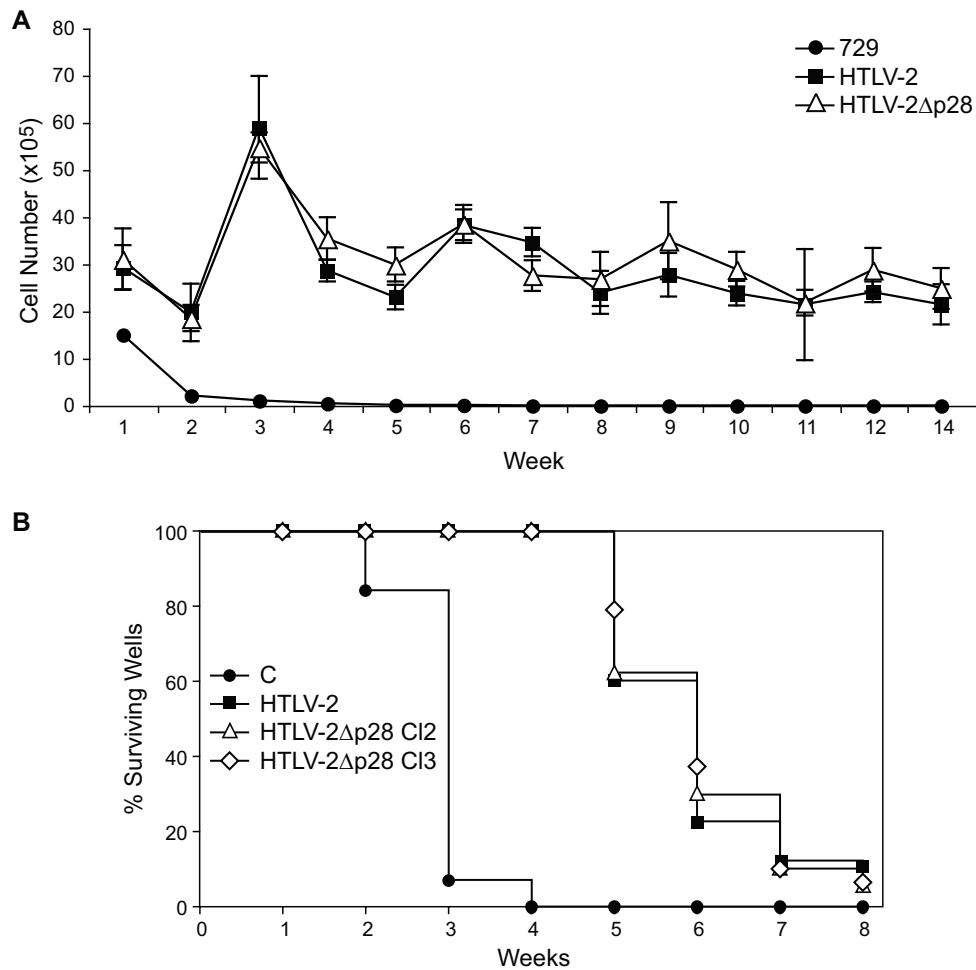 A
80
70
60
50
40
30
20
10
0
Cell Number (x10⁵)
729
HTLV-2
HTLV-2Δp28
1 2 3 4 5 6 7 8 9 10 11 12 14
Week
B
100
80
60
40
20
0
% Surviving Wells
C
HTLV-2
HTLV-2Δp28 Cl2
HTLV-2Δp28 Cl3
0 1 2 3 4 5 6 7 8
Weeks